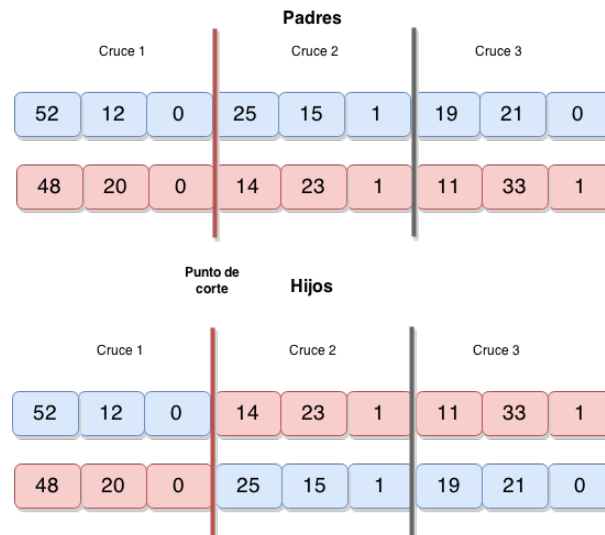 Padres
Cruce 1 Cruce 2 Cruce 3
52 12 0 25 15 1 19 21 0
48 20 0 14 23 1 11 33 1
Punto de
corte
Hijos
Cruce 1 Cruce 2 Cruce 3
52 12 0 14 23 1 11 33 1
48 20 0 25 15 1 19 21 0